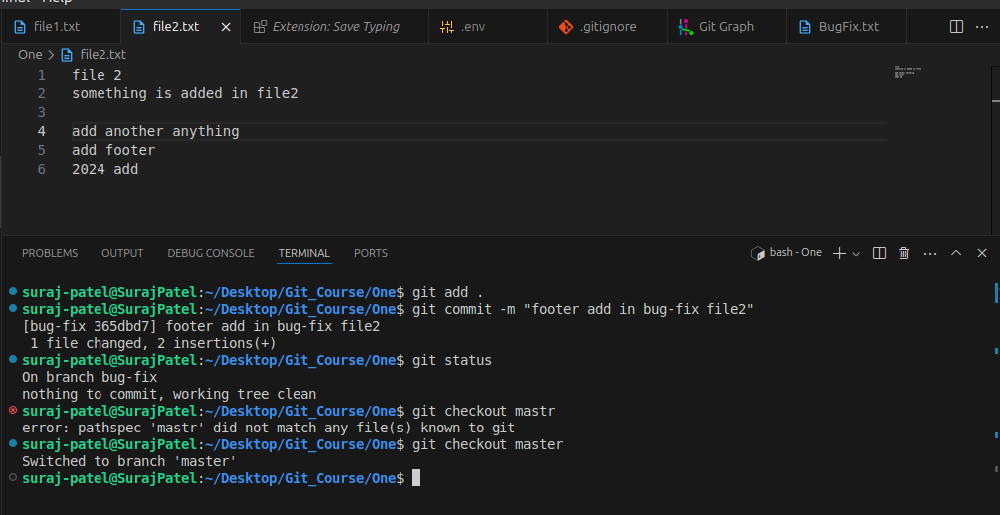 Help
file1.txt file2.txt Extension: Save Typing .env .gitignore Git Graph BugFix.txt
One > file2.txt
1 file 2
2 something is added in file2
3
4 add another anything
5 add footer
6 2024 add
PROBLEMS OUTPUT DEBUG CONSOLE TERMINAL PORTS bash - One
suraj-patel@SurajPatel:~/Desktop/Git_Course/One$ git add .
suraj-patel@SurajPatel:~/Desktop/Git_Course/One$ git commit -m "footer add in bug-fix file2"
[bug-fix 365dbd7] footer add in bug-fix file2
1 file changed, 2 insertions(+)
suraj-patel@SurajPatel:~/Desktop/Git_Course/One$ git status
On branch bug-fix
nothing to commit, working tree clean
suraj-patel@SurajPatel:~/Desktop/Git_Course/One$ git checkout mastr
error: pathspec 'mastr' did not match any file(s) known to git
suraj-patel@SurajPatel:~/Desktop/Git_Course/One$ git checkout master
Switched to branch 'master'
suraj-patel@SurajPatel:~/Desktop/Git_Course/One$